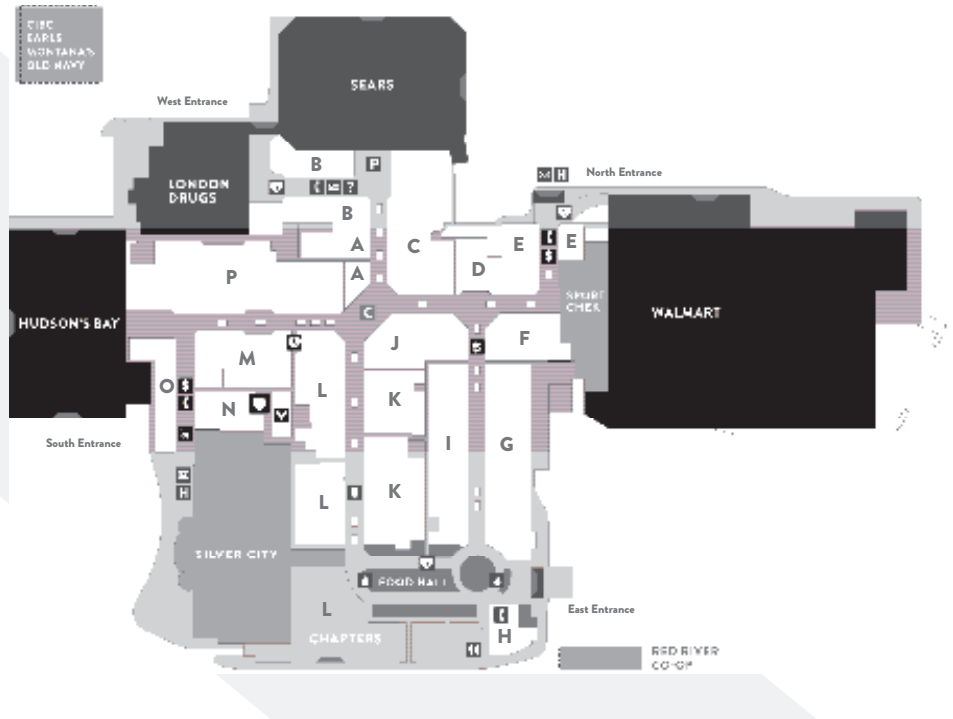 CIBC
EARLS
MONTANA'S
OLD NAVY
SEARS
West Entrance
B
P
?
LONDON
DRUGS
H
North Entrance
B
A
C
E
E
D
$
A
P
C
SPORT
CHEK
WALMART
HUDSON'S BAY
J
F
M
O
$
L
K
N
South Entrance
I
G
H
L
K
SILVER CITY
FOOD HALL
L
East Entrance
CHAPTERS
H
RED RIVER
CO-OP